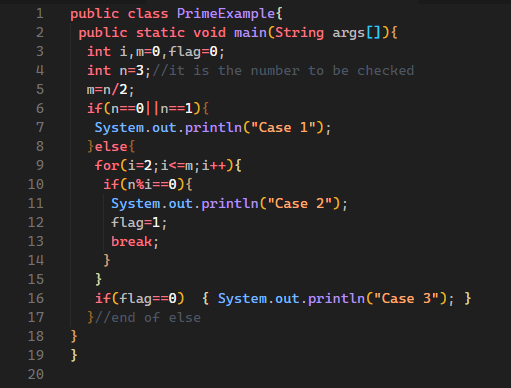 1 public class PrimeExample{
2  public static void main(String args[]){
3   int i,m=0,flag=0;
4   int n=3;//it is the number to be checked
5   m=n/2;
6   if(n==0||n==1){
7    System.out.println("Case 1");
8   }else{
9    for(i=2;i<=m;i++){
10     if(n%i==0){
11      System.out.println("Case 2");
12      flag=1;
13      break;
14     }
15    }
16    if(flag==0)  { System.out.println("Case 3"); }
17   }//end of else
18 }
19 }
20